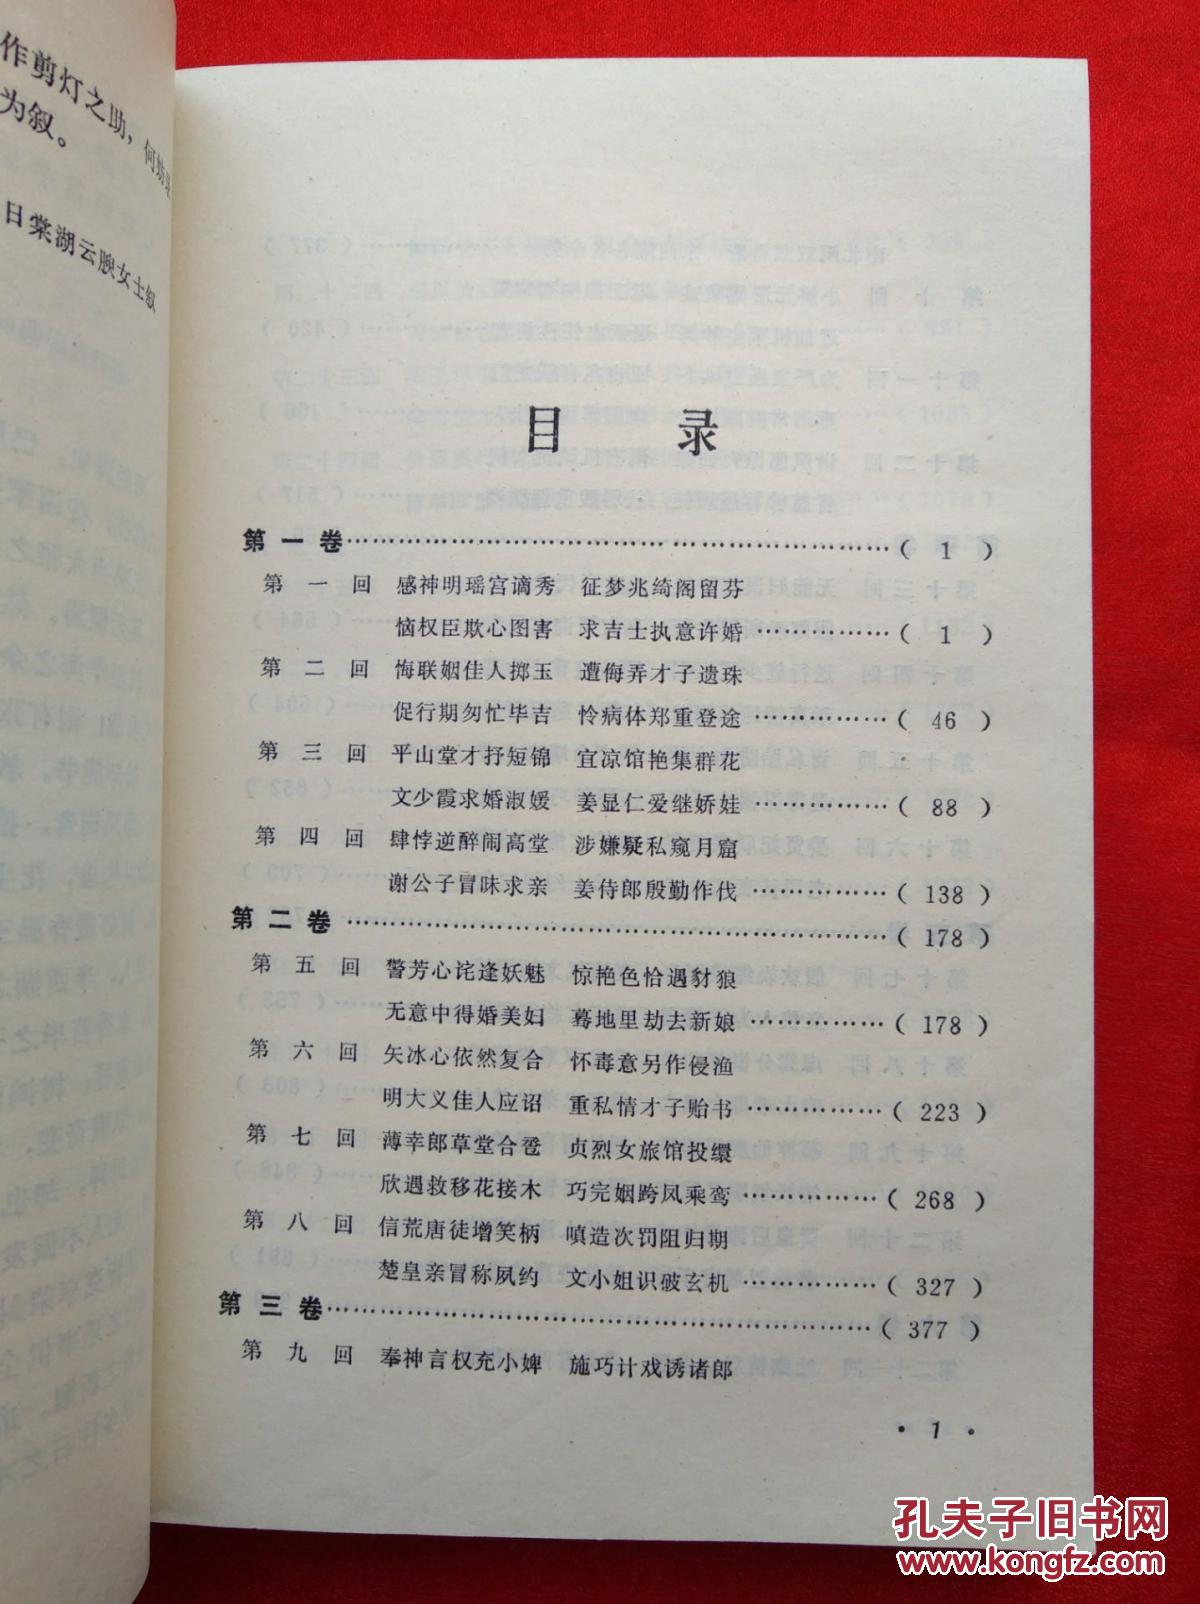 作剪灯之助，何妨
为叙。
日棠湖云腴女士叙
目 录
第一卷……………………………………………………（ 1 ）
第 一 回 感神明瑶宫谪秀 征梦兆绮阁留芬
恼权臣欺心图害 求吉士执意许婚………………（ 1 ）
第 二 回 悔联姻佳人掷玉 遭侮弄才子遗珠
促行期匆忙毕吉 怜病体郑重登途………………（ 46 ）
第 三 回 平山堂才抒短锦 宜凉馆艳集群花
文少霞求婚淑媛 姜显仁爱继娇娃………………（ 88 ）
第 四 回 肆悖逆醉闹高堂 涉嫌疑私窥月窟
谢公子冒昧求亲 姜侍郎殷勤作伐………………（ 138 ）
第二卷……………………………………………………（ 178 ）
第 五 回 警芳心诧逢妖魅 惊艳色恰遇豺狼
无意中得婚美妇 蓦地里劫去新娘………………（ 178 ）
第 六 回 矢冰心依然复合 怀毒意另作侵渔
明大义佳人应诏 重私情才子贻书………………（ 223 ）
第 七 回 薄幸郎草堂合卺 贞烈女旅馆投缳
欣遇救移花接木 巧完姻跨凤乘鸾………………（ 268 ）
第 八 回 信荒唐徒增笑柄 嗔造次罚阻归期
楚皇亲冒称夙约 文小姐识破玄机………………（ 327 ）
第三卷……………………………………………………（ 377 ）
第 九 回 奉神言权充小婢 施巧计戏诱诸郎
· 1 ·
孔夫子旧书网
www.kongfz.com